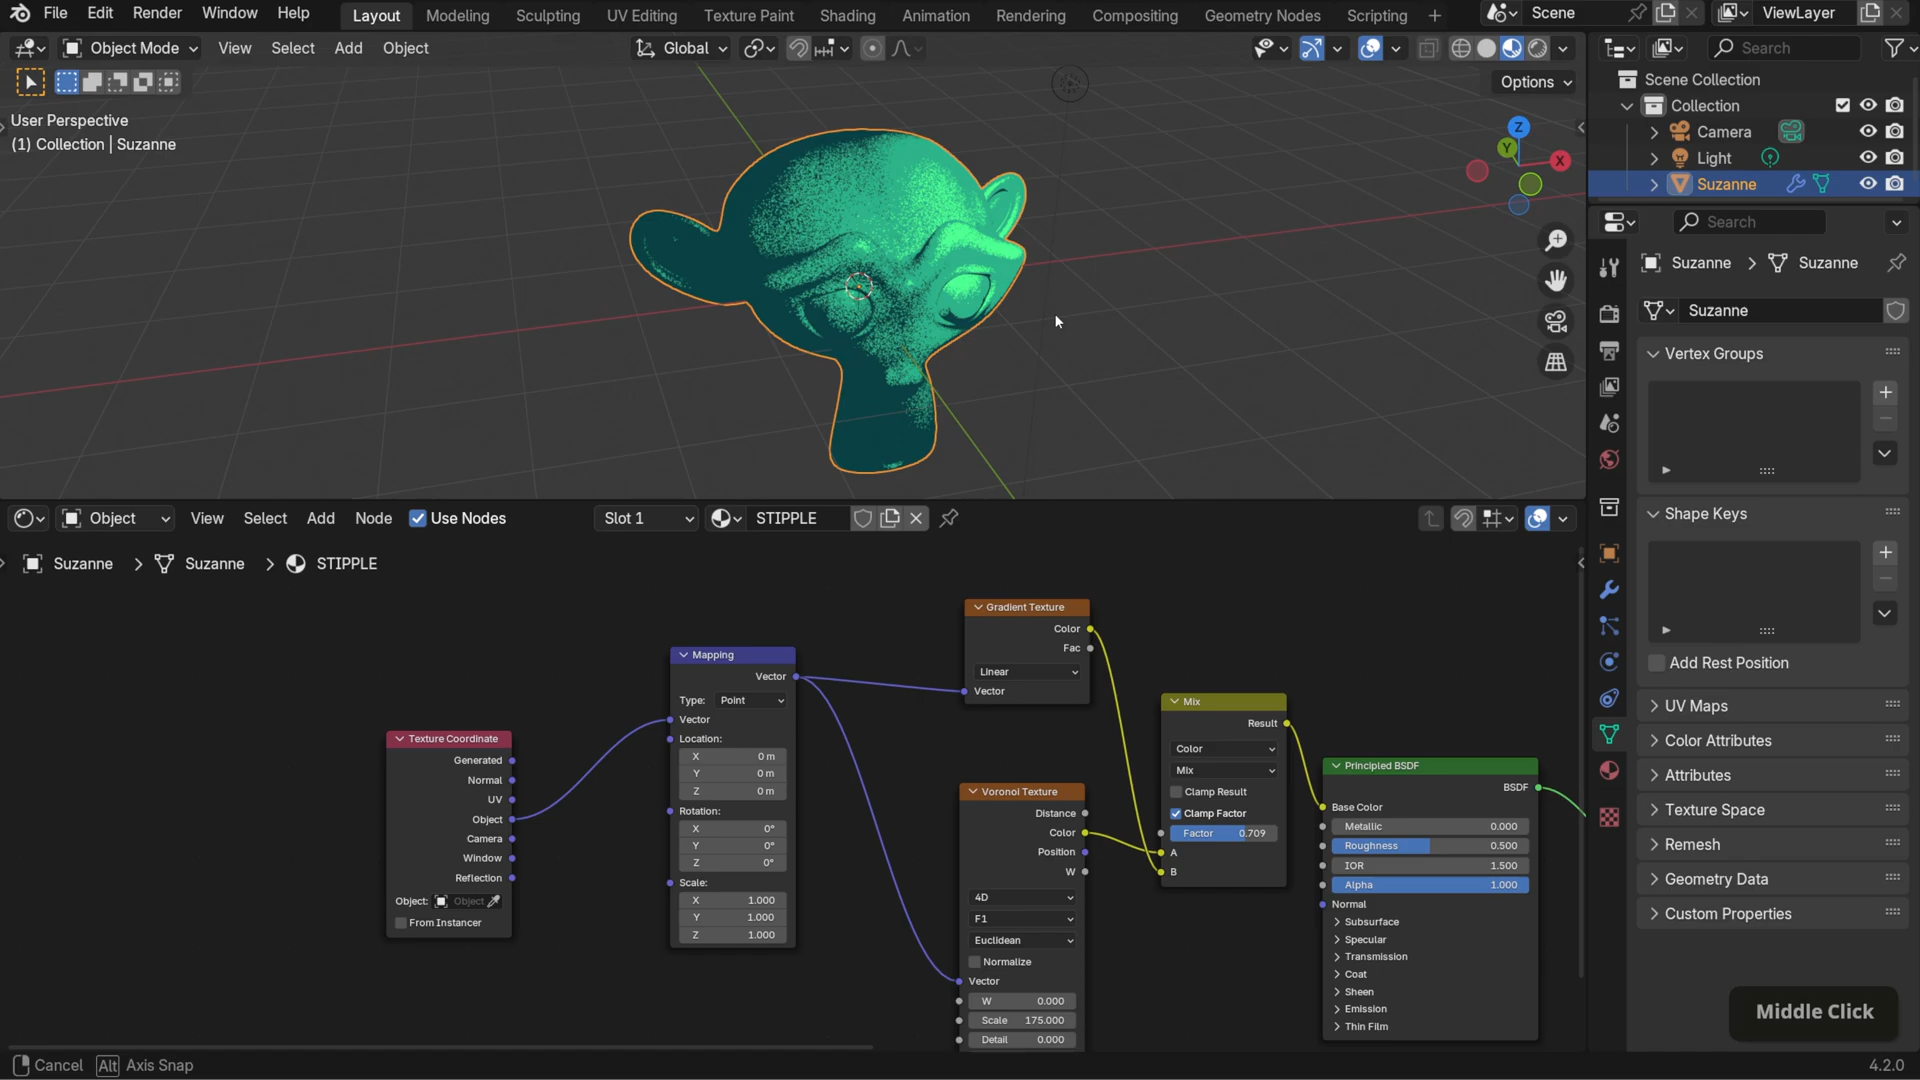 File Edit Render Window Help Layout Modeling Sculpting UV Editing Texture Paint Shading Animation Rendering Compositing Geometry Nodes Scripting + Scene ViewLayer
Object Mode View Select Add Object Global Search
Options
User Perspective
(1) Collection | Suzanne
Z
Y
X
Scene Collection
Collection
Camera
Light
Suzanne
Search
Suzanne > Suzanne
Suzanne
Vertex Groups
Shape Keys
Add Rest Position
UV Maps
Color Attributes
Attributes
Texture Space
Remesh
Geometry Data
Custom Properties
Object View Select Add Node Use Nodes Slot 1 STIPPLE
Suzanne > Suzanne > STIPPLE
Texture Coordinate
Generated
Normal
UV
Object
Camera
Window
Reflection
Object: Object
From Instancer
Mapping
Vector
Type: Point
Vector
Location:
X 0 m
Y 0 m
Z 0 m
Rotation:
X 0°
Y 0°
Z 0°
Scale:
X 1.000
Y 1.000
Z 1.000
Gradient Texture
Color
Fac
Linear
Vector
Voronoi Texture
Distance
Color
Position
W
4D
F1
Euclidean
Normalize
Vector
W 0.000
Scale 175.000
Detail 0.000
Mix
Result
Color
Mix
Clamp Result
Clamp Factor
Factor 0.709
A
B
Principled BSDF
BSDF
Base Color
Metallic 0.000
Roughness 0.500
IOR 1.500
Alpha 1.000
Normal
Subsurface
Specular
Transmission
Coat
Sheen
Emission
Thin Film
Middle Click
Cancel Alt Axis Snap 4.2.0